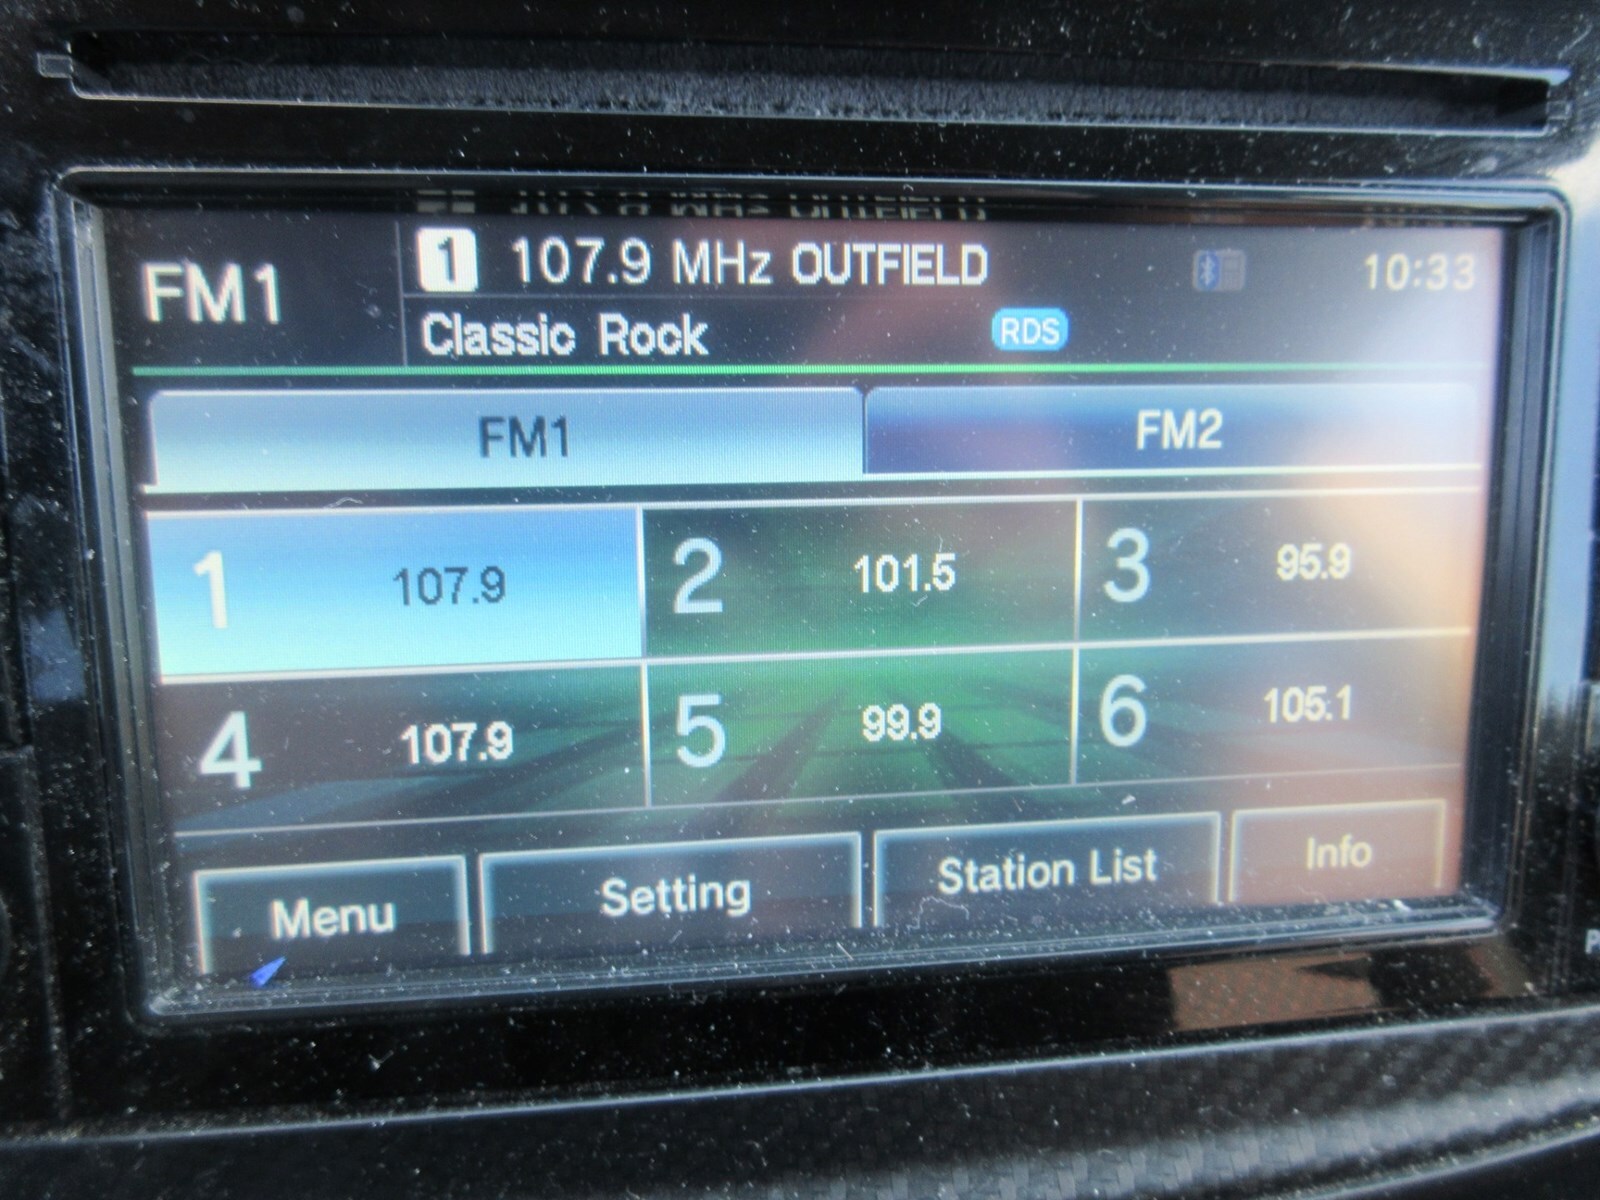 FM1
1 107.9 MHz OUTFIELD
10:33
Classic Rock
RDS
FM1 FM2
1 107.9 2 101.5 3 95.9
4 107.9 5 99.9 6 105.1
Menu Setting Station List Info